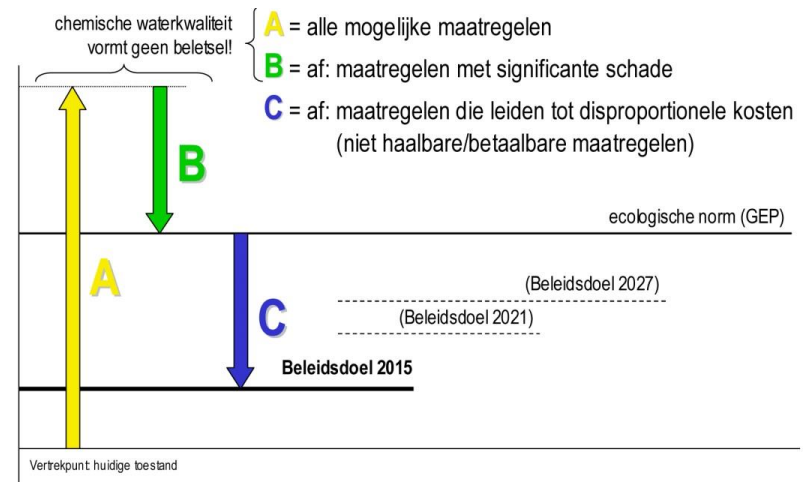 chemische waterkwaliteit
vormt geen beletsel!
A = alle mogelijke maatregelen
B = af: maatregelen met significante schade
C = af: maatregelen die leiden tot disproportionele kosten
(niet haalbare/betaalbare maatregelen)
B
ecologische norm (GEP)
A
(Beleidsdoel 2027)
C
(Beleidsdoel 2021)
Beleidsdoel 2015
Vertrekpunt: huidige toestand